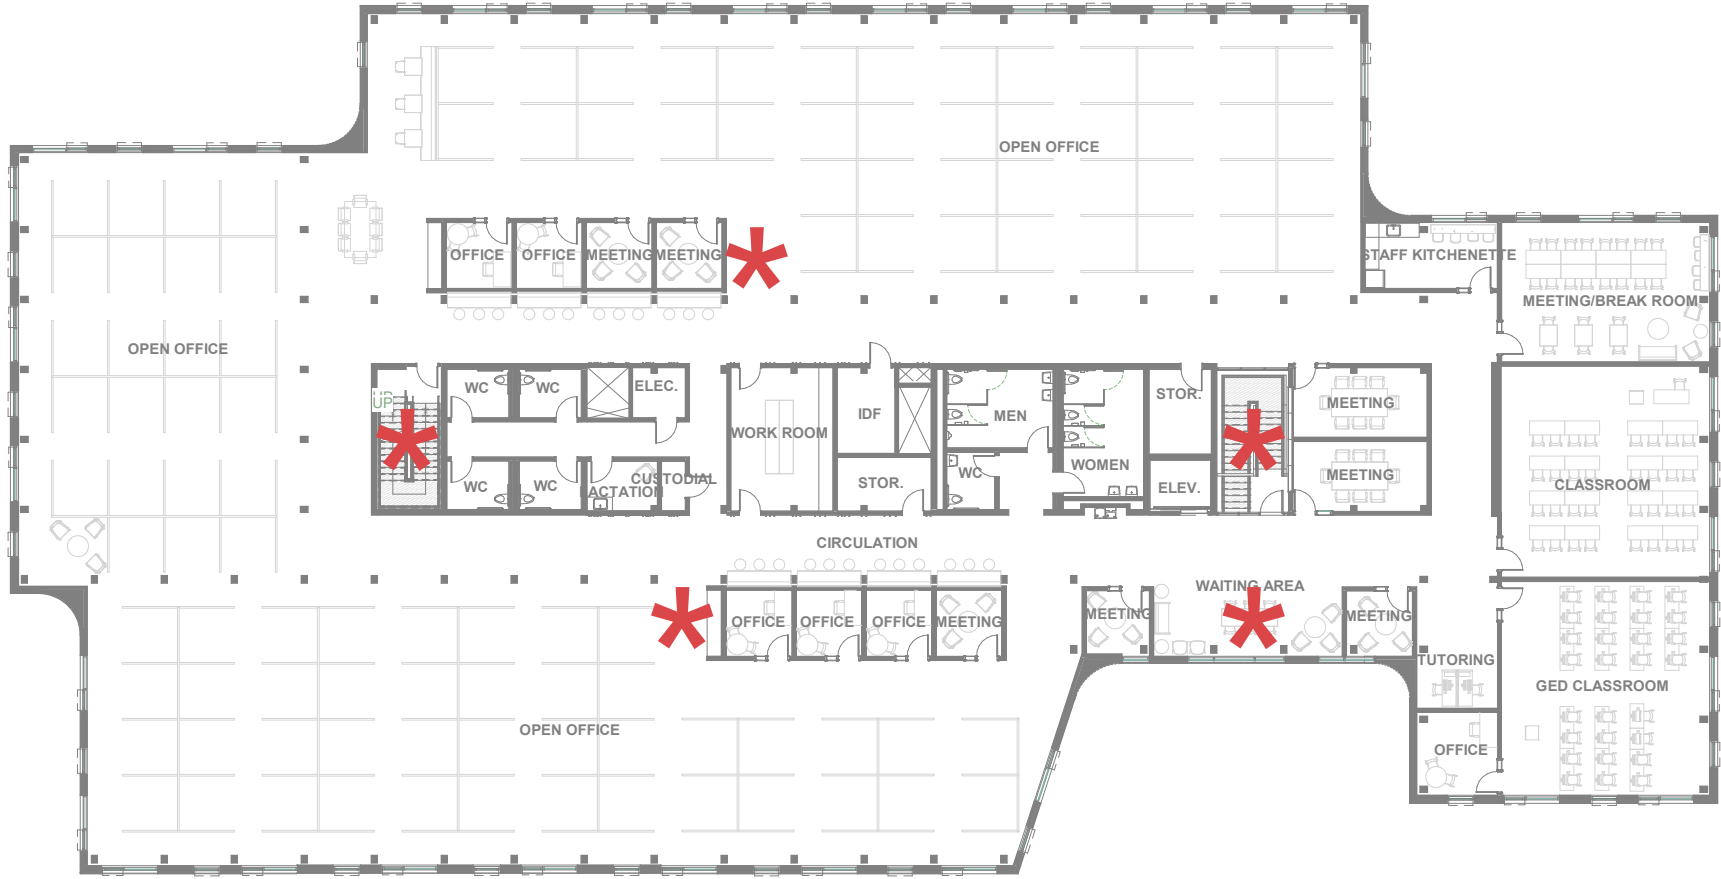 OPEN OFFICE
OFFICE
OFFICE
MEETING
MEETING
STAFF KITCHENETTE
MEETING/BREAK ROOM
OPEN OFFICE
UP
WC
WC
ELEC.
WORK ROOM
IDF
MEN
STOR.
MEETING
WC
WC
LACTATION
CUSTODIAL
STOR.
WC
WOMEN
ELEV.
MEETING
CLASSROOM
CIRCULATION
WAITING AREA
OFFICE
OFFICE
OFFICE
MEETING
MEETING
MEETING
TUTORING
GED CLASSROOM
OPEN OFFICE
OFFICE